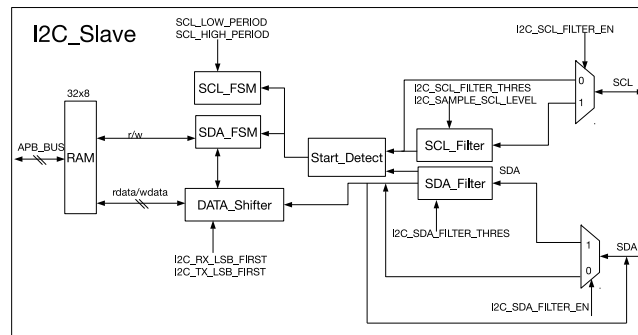 I2C_Slave
SCL_LOW_PERIOD
SCL_HIGH_PERIOD
I2C_SCL_FILTER_EN
SCL_FSM
0
1
SCL
32x8
I2C_SCL_FILTER_THRES
I2C_SAMPLE_SCL_LEVEL
APB_BUS
RAM
r/w
SDA_FSM
Start_Detect
SCL_Filter
SDA
SDA_Filter
rdata/wdata
DATA_Shifter
I2C_SDA_FILTER_THRES
1
0
SDA
I2C_RX_LSB_FIRST
I2C_TX_LSB_FIRST
I2C_SDA_FILTER_EN